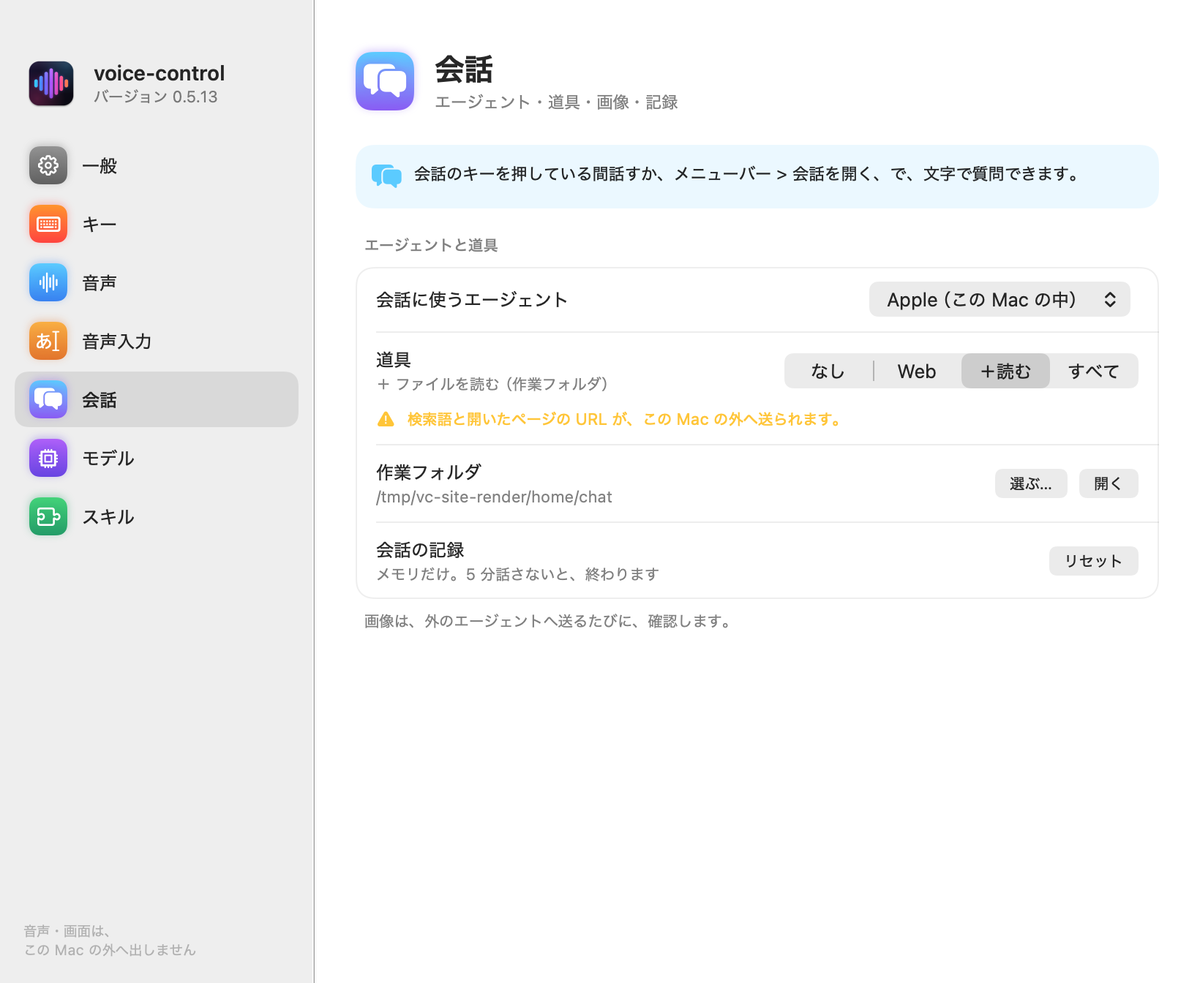 voice-control
バージョン 0.5.13
一般
キー
音声
あ
音声入力
会話
モデル
スキル
音声・画面は、
この Mac の外へ出しません
会話
エージェント・道具・画像・記録
会話のキーを押している間話すか、メニューバー > 会話を開く、で、文字で質問できます。
エージェントと道具
会話に使うエージェント
Apple（この Mac の中）
道具
+ ファイルを読む（作業フォルダ）
なし
Web
+読む
すべて
検索語と開いたページの URL が、この Mac の外へ送られます。
作業フォルダ
/tmp/vc-site-render/home/chat
選ぶ...
開く
会話の記録
メモリだけ。5 分話さないと、終わります
リセット
画像は、外のエージェントへ送るたびに、確認します。